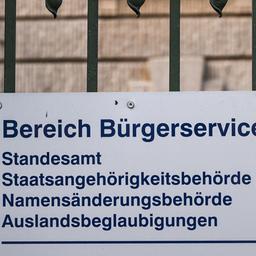 Bereich Bürgerservice
Standesamt
Staatsangehörigkeitsbehörde
Namensänderungsbehörde
Auslandsbeglaubigungen